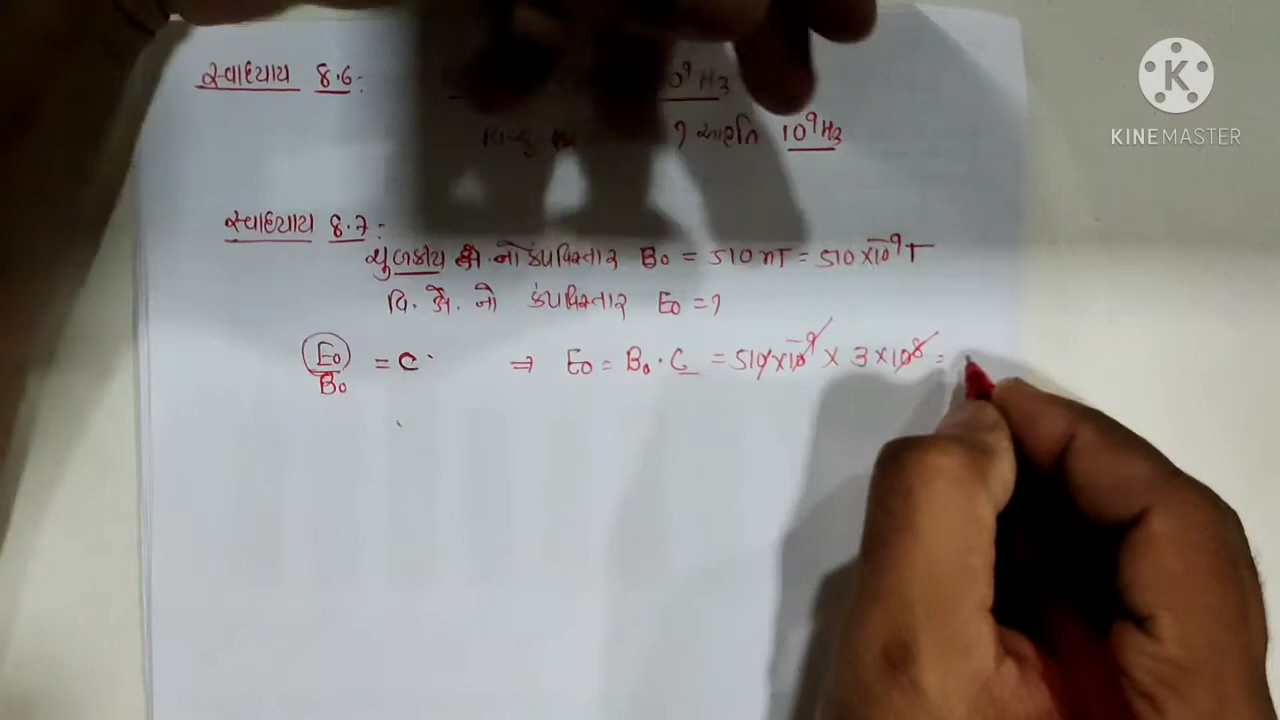 સ્વાધ્યાય 8.6:
10⁹Hz
? આવૃત્તિ 10⁹Hz
સ્વાધ્યાય 8.7:
ચુંબકીય ક્ષે. નો કંપવિસ્તાર B₀ = 510 nT = 510 × 10⁻⁹ T
વિ. ક્ષે. નો કંપવિસ્તાર E₀ = ?
E₀/B₀ = C. ⇒ E₀ = B₀ · C = 510 × 10⁻⁹ × 3 × 10⁸ =
K
KINEMASTER